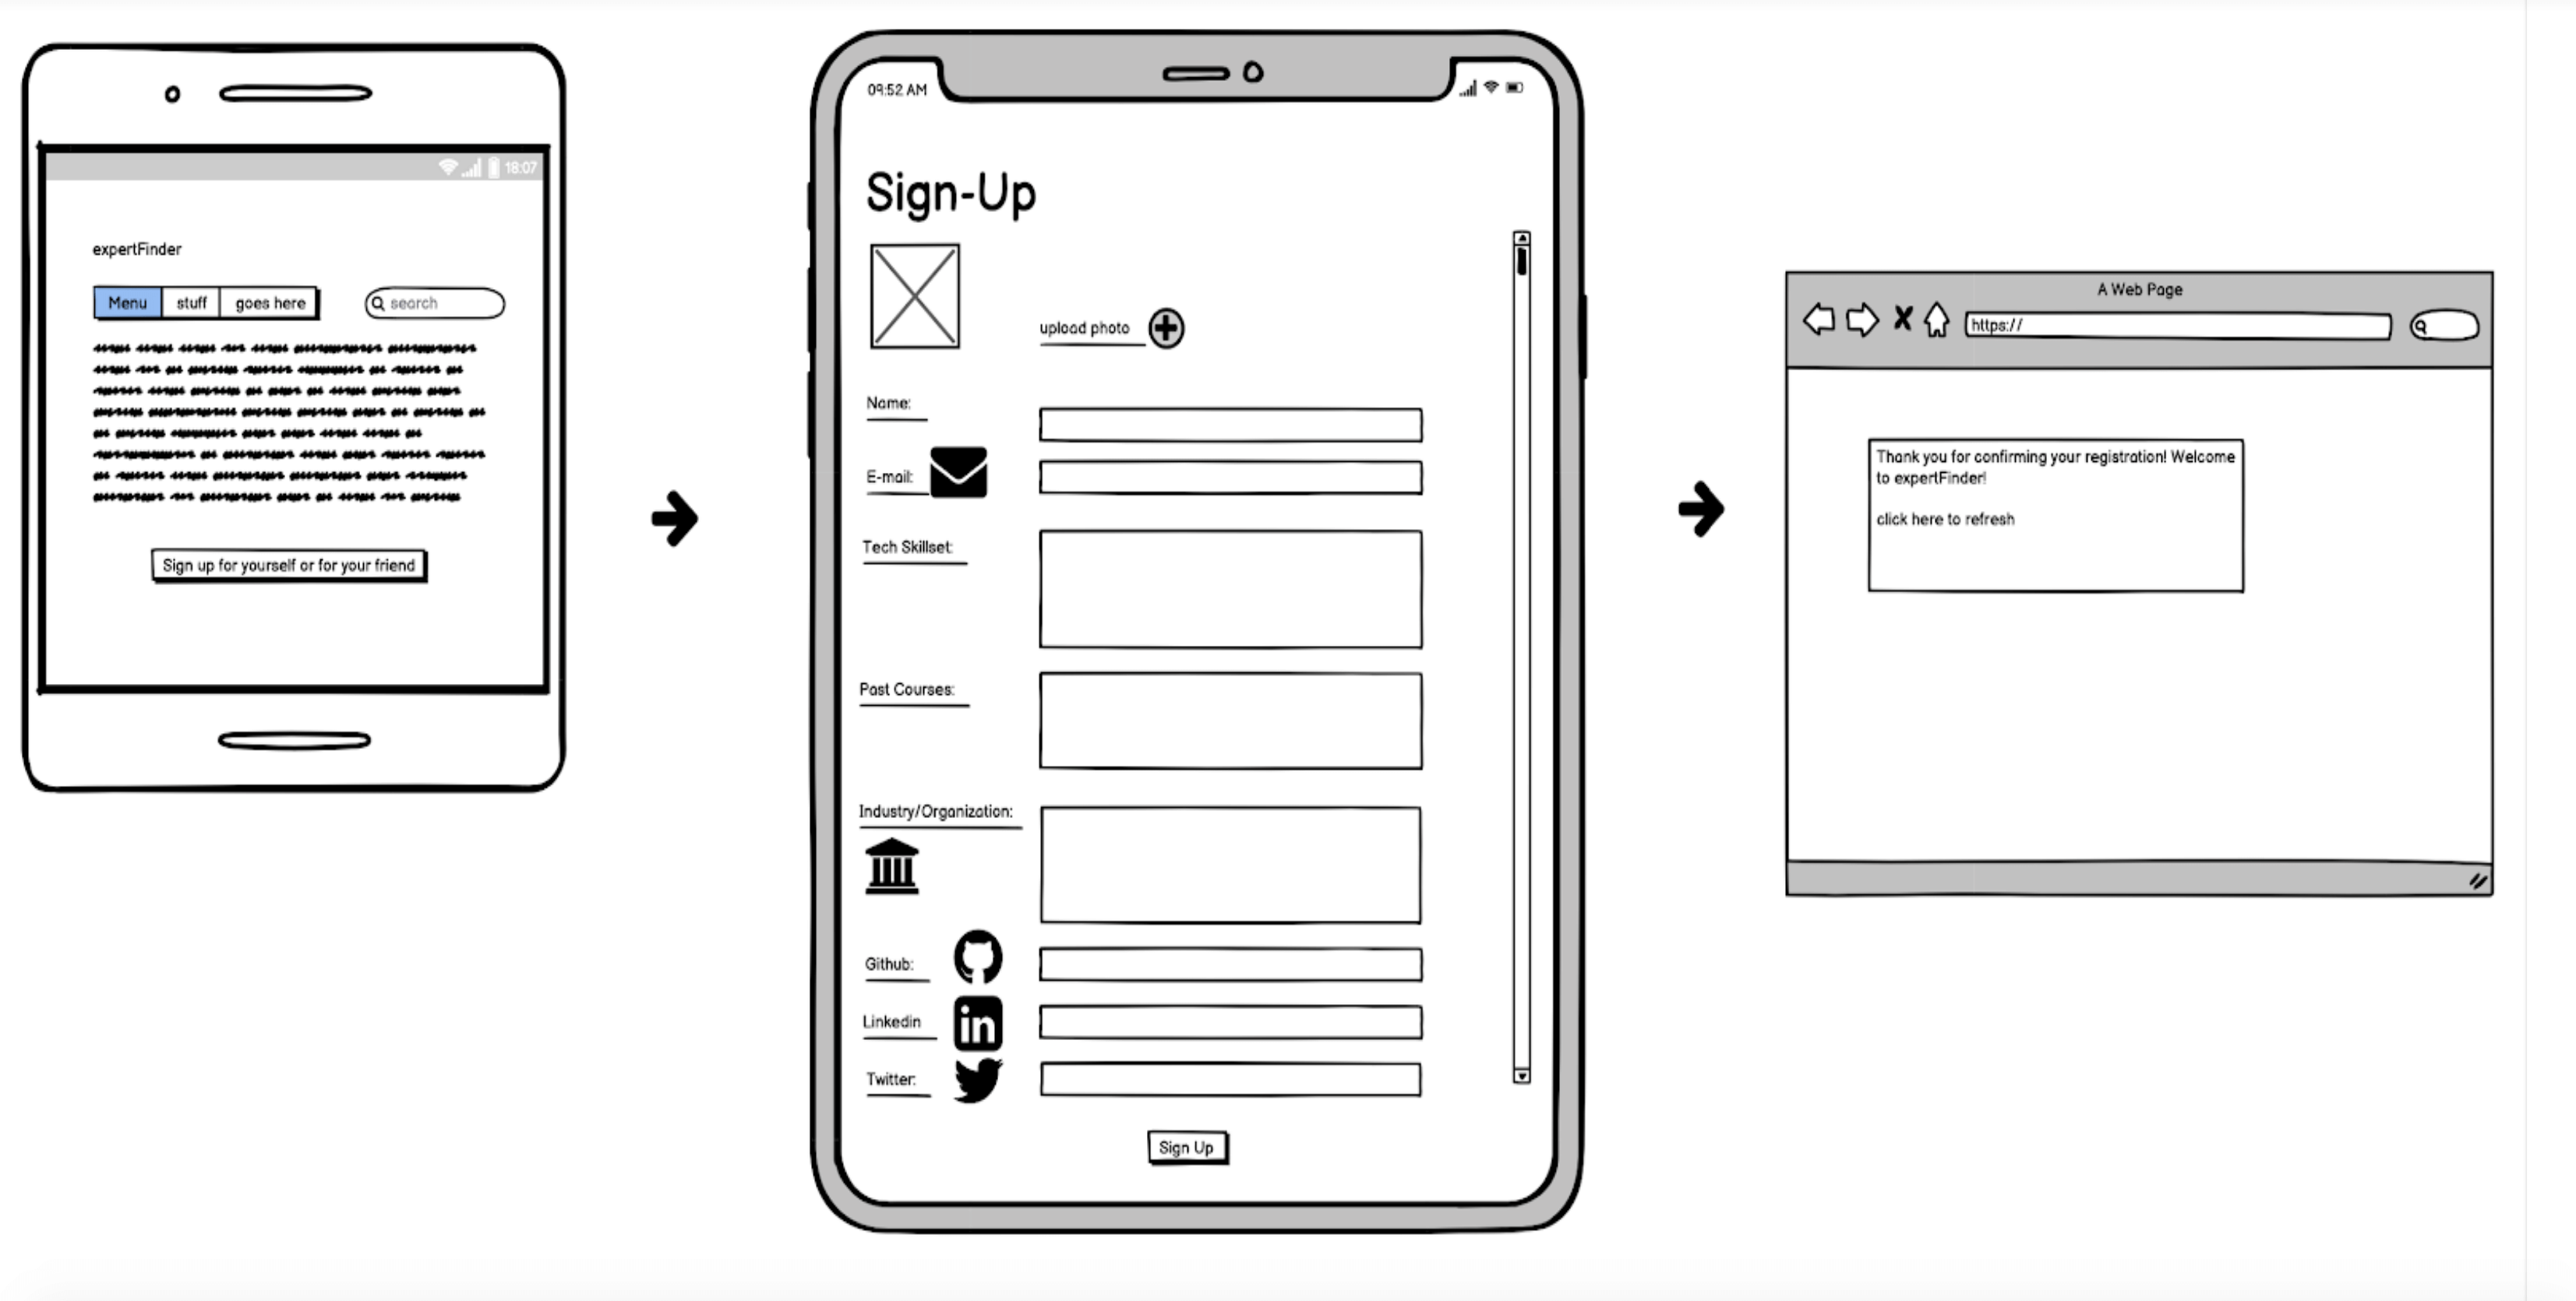 18:07
expertFinder
Menu stuff goes here search
Sign up for yourself or for your friend
09:52 AM
Sign-Up
upload photo
Name:
E-mail:
Tech Skillset:
Past Courses:
Industry/Organization:
Github:
Linkedin
in
Twitter:
Sign Up
A Web Page
https://
Thank you for confirming your registration! Welcome
to expertFinder!
click here to refresh